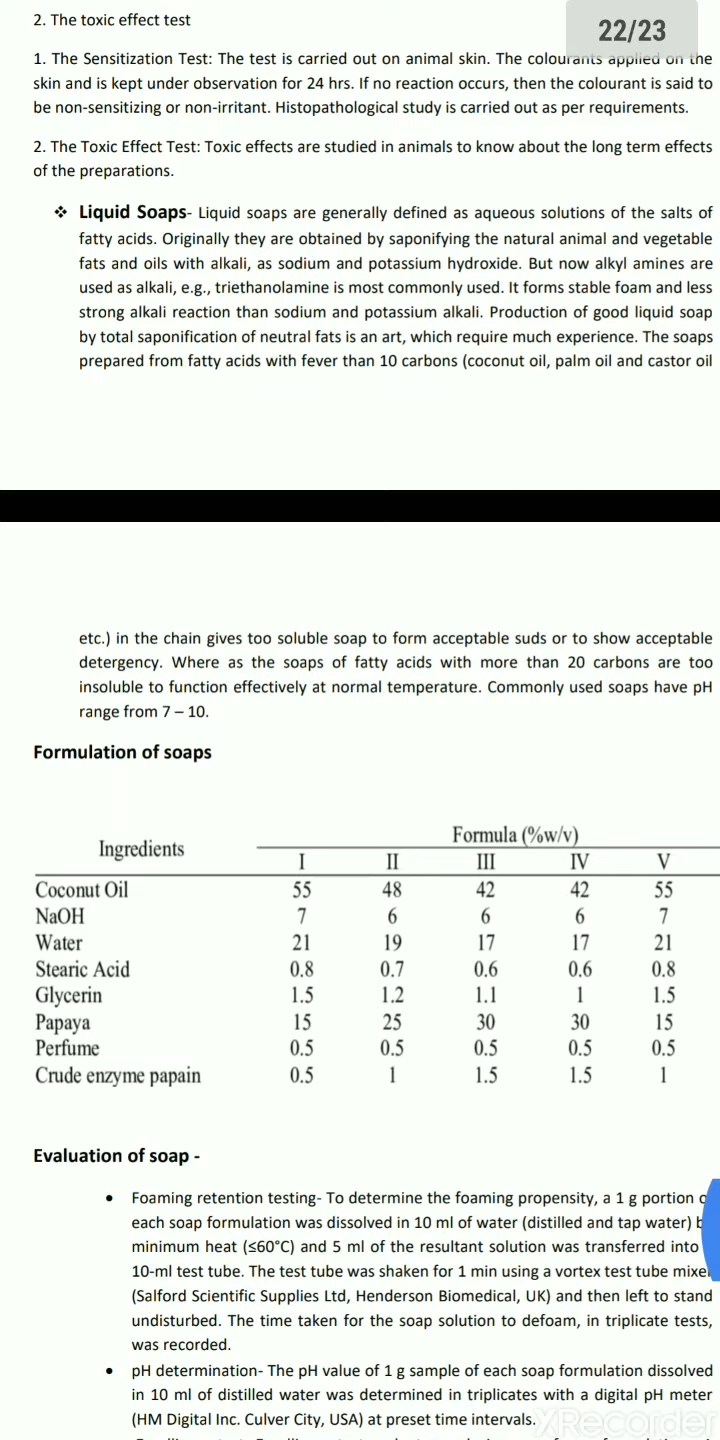 2. The toxic effect test
22/23
1. The Sensitization Test: The test is carried out on animal skin. The colourants applied on the
skin and is kept under observation for 24 hrs. If no reaction occurs, then the colourant is said to
be non-sensitizing or non-irritant. Histopathological study is carried out as per requirements.
2. The Toxic Effect Test: Toxic effects are studied in animals to know about the long term effects
of the preparations.
❖ Liquid Soaps- Liquid soaps are generally defined as aqueous solutions of the salts of
fatty acids. Originally they are obtained by saponifying the natural animal and vegetable
fats and oils with alkali, as sodium and potassium hydroxide. But now alkyl amines are
used as alkali, e.g., triethanolamine is most commonly used. It forms stable foam and less
strong alkali reaction than sodium and potassium alkali. Production of good liquid soap
by total saponification of neutral fats is an art, which require much experience. The soaps
prepared from fatty acids with fever than 10 carbons (coconut oil, palm oil and castor oil
etc.) in the chain gives too soluble soap to form acceptable suds or to show acceptable
detergency. Where as the soaps of fatty acids with more than 20 carbons are too
insoluble to function effectively at normal temperature. Commonly used soaps have pH
range from 7 – 10.
Formulation of soaps
Ingredients Formula (%w/v)
I II III IV V
Coconut Oil 55 48 42 42 55
NaOH 7 6 6 6 7
Water 21 19 17 17 21
Stearic Acid 0.8 0.7 0.6 0.6 0.8
Glycerin 1.5 1.2 1.1 1 1.5
Papaya 15 25 30 30 15
Perfume 0.5 0.5 0.5 0.5 0.5
Crude enzyme papain 0.5 1 1.5 1.5 1
Evaluation of soap -
• Foaming retention testing- To determine the foaming propensity, a 1 g portion
each soap formulation was dissolved in 10 ml of water (distilled and tap water)
minimum heat (≤60°C) and 5 ml of the resultant solution was transferred into
10-ml test tube. The test tube was shaken for 1 min using a vortex test tube
(Salford Scientific Supplies Ltd, Henderson Biomedical, UK) and then left to stand
undisturbed. The time taken for the soap solution to defoam, in triplicate tests,
was recorded.
• pH determination- The pH value of 1 g sample of each soap formulation dissolved
in 10 ml of distilled water was determined in triplicates with a digital pH meter
(HM Digital Inc. Culver City, USA) at preset time intervals.
XRecorder